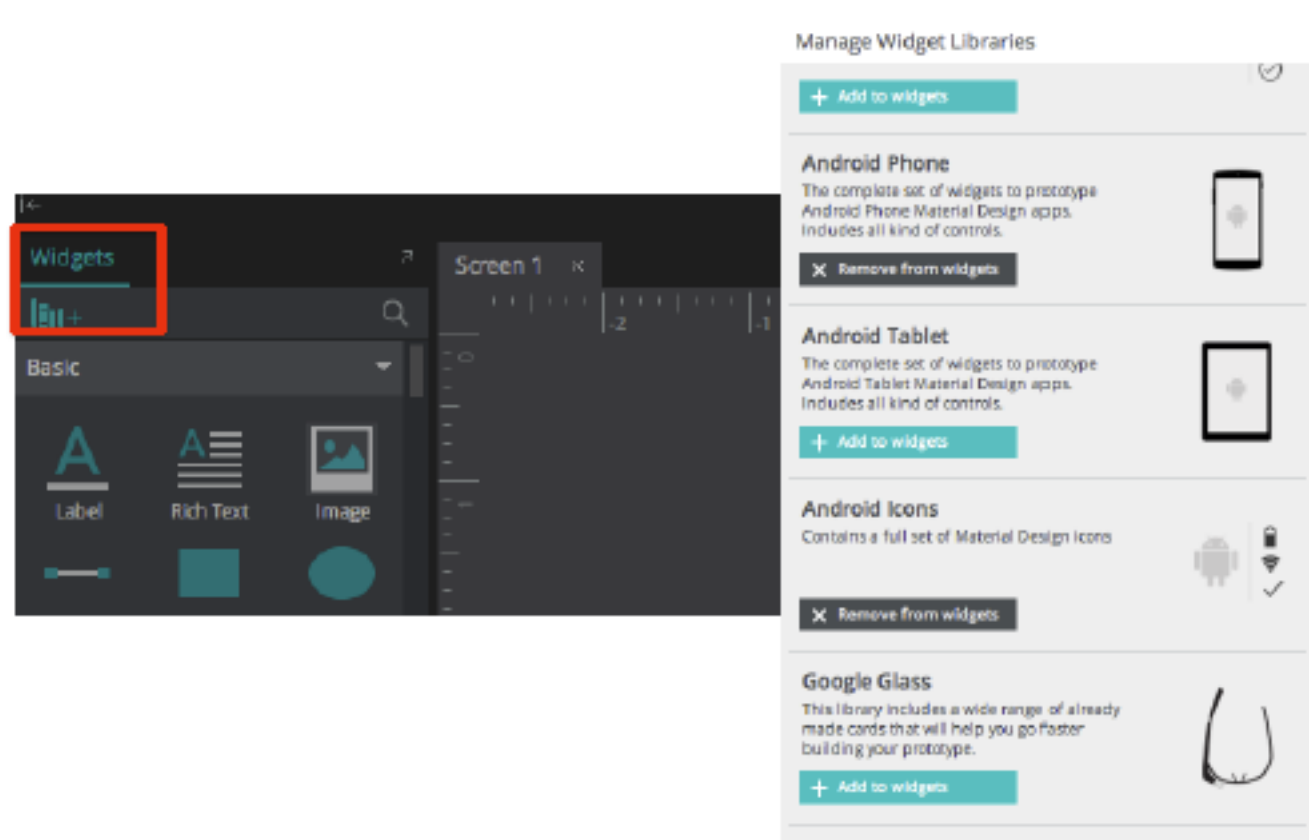 Manage Widget Libraries
+ Add to widgets
Android Phone
The complete set of widgets to prototype
Android Phone Material Design apps.
Includes all kind of controls.
X Remove from widgets
Android Tablet
The complete set of widgets to prototype
Android Tablet Material Design apps.
Includes all kind of controls.
+ Add to widgets
Android Icons
Contains a full set of Material Design icons
X Remove from widgets
Google Glass
This library includes a wide range of already
made cards that will help you go faster
building your prototype.
+ Add to widgets
Widgets
Screen 1
-2
-1
0
Basic
Label
Rich Text
Image
1